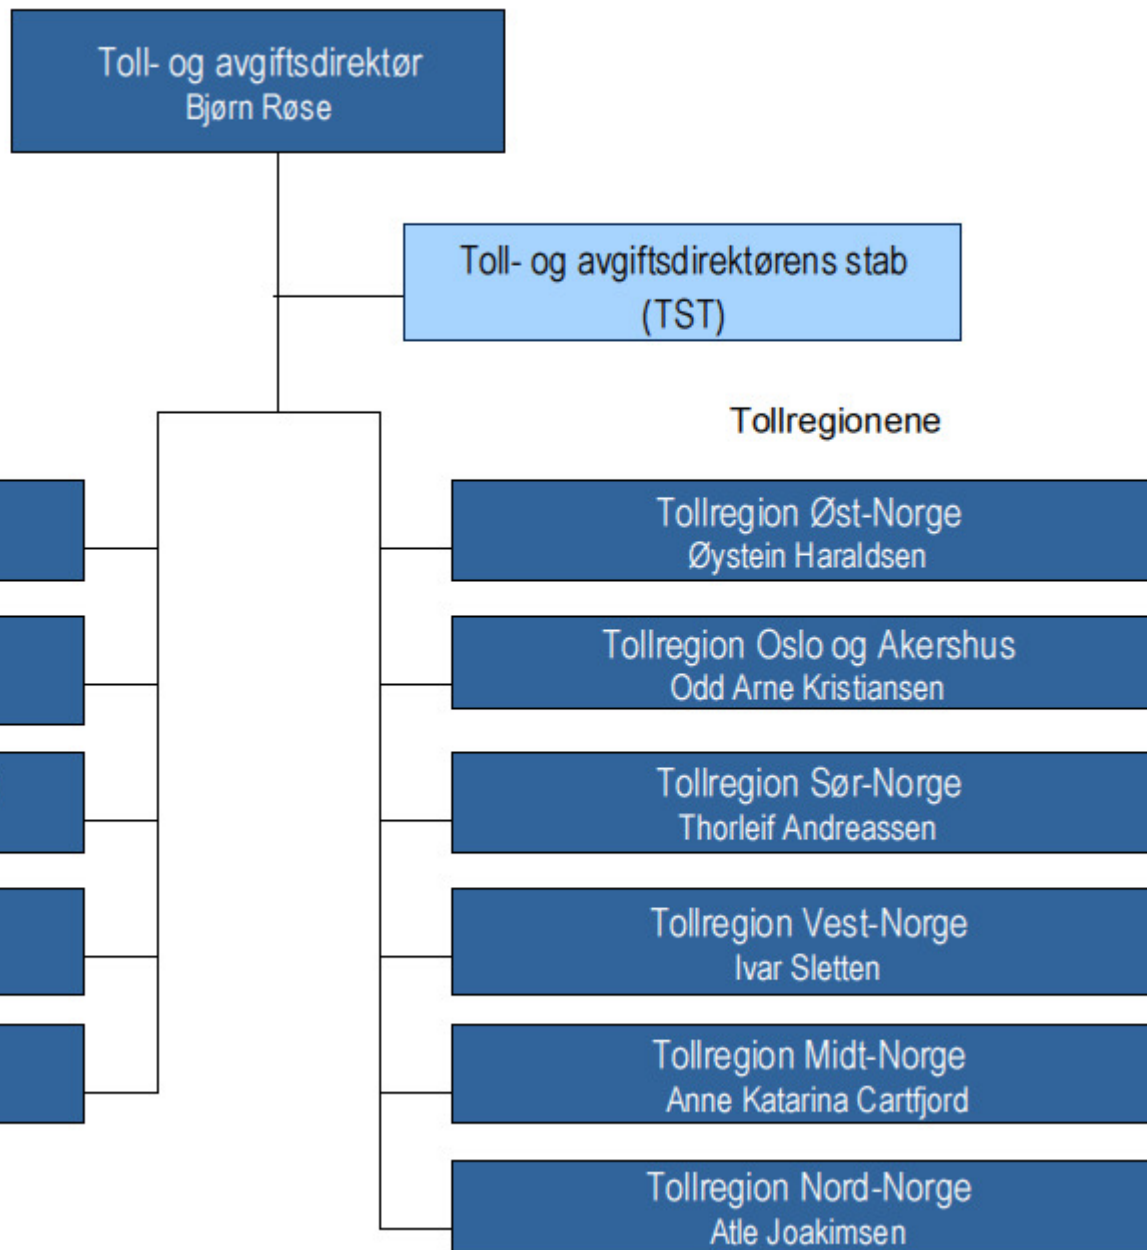 Toll- og avgiftsdirektør
Bjørn Røse
Toll- og avgiftsdirektørens stab
(TST)
Tollregionene
Tollregion Øst-Norge
Øystein Haraldsen
Tollregion Oslo og Akershus
Odd Arne Kristiansen
Tollregion Sør-Norge
Thorleif Andreassen
Tollregion Vest-Norge
Ivar Sletten
Tollregion Midt-Norge
Anne Katarina Cartfjord
Tollregion Nord-Norge
Atle Joakimsen